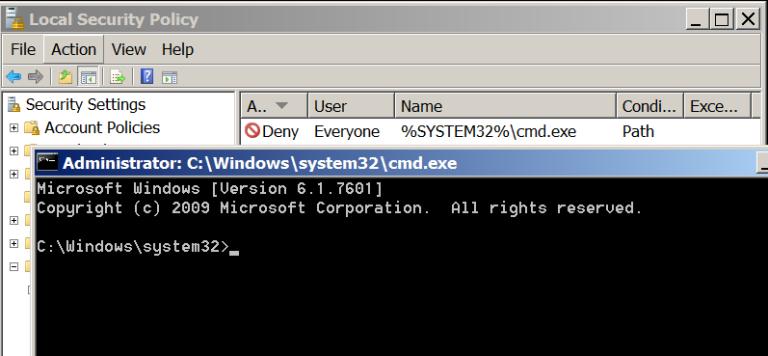 Local Security Policy
File Action View Help
Security Settings
Account Policies
A.. User Name Condi... Exce...
Deny Everyone %SYSTEM32%\cmd.exe Path
Administrator: C:\Windows\system32\cmd.exe
Microsoft Windows [Version 6.1.7601]
Copyright (c) 2009 Microsoft Corporation.  All rights reserved.
C:\Windows\system32>_